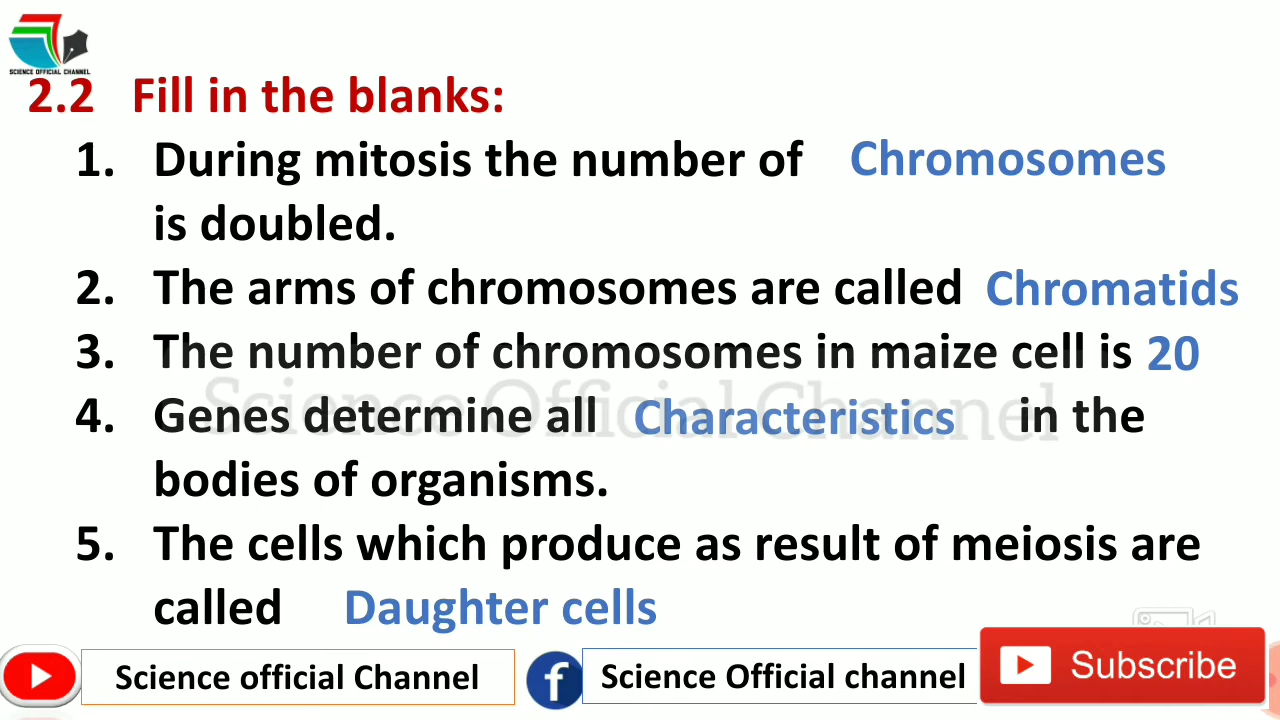 SCIENCE OFFICIAL CHANNEL
2.2 Fill in the blanks:
1. During mitosis the number of Chromosomes
is doubled.
2. The arms of chromosomes are called Chromatids
3. The number of chromosomes in maize cell is 20
Science Official Channel
4. Genes determine all Characteristics in the
bodies of organisms.
5. The cells which produce as result of meiosis are
called Daughter cells
Science official Channel
f Science Official channel
Subscribe